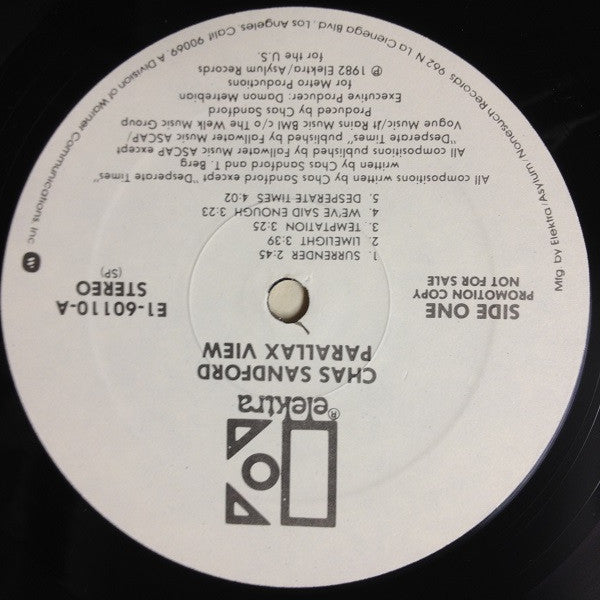 elektra®
CHAS SANDFORD
PARALLAX VIEW
SIDE ONE
PROMOTION COPY
NOT FOR SALE
E1-60110-A
STEREO
(SP)
1. SURRENDER 2:45
2. LIMELIGHT 3:39
3. TEMPTATION 3:25
4. WE'VE SAID ENOUGH 3:23
5. DESPERATE TIMES 4:02
All compositions written by Chas Sandford except "Desperate Times"
written by Chas Sandford and T. Berg
All compositions published by Fallwater Music ASCAP except
"Desperate Times" published by Fallwater Music ASCAP/
Vogue Music/Jt Rains Music BMI c/o The Welk Music Group
Produced by Chas Sandford
Executive Producer: Damon Metrebian
for Metro Productions
℗ 1982 Elektra/Asylum Records
for the U.S.
Mfg. by Elektra/Asylum/Nonesuch Records 962 N. La Cienega Blvd. Los Angeles, Calif. 90069. A Division of Warner Communications, Inc.